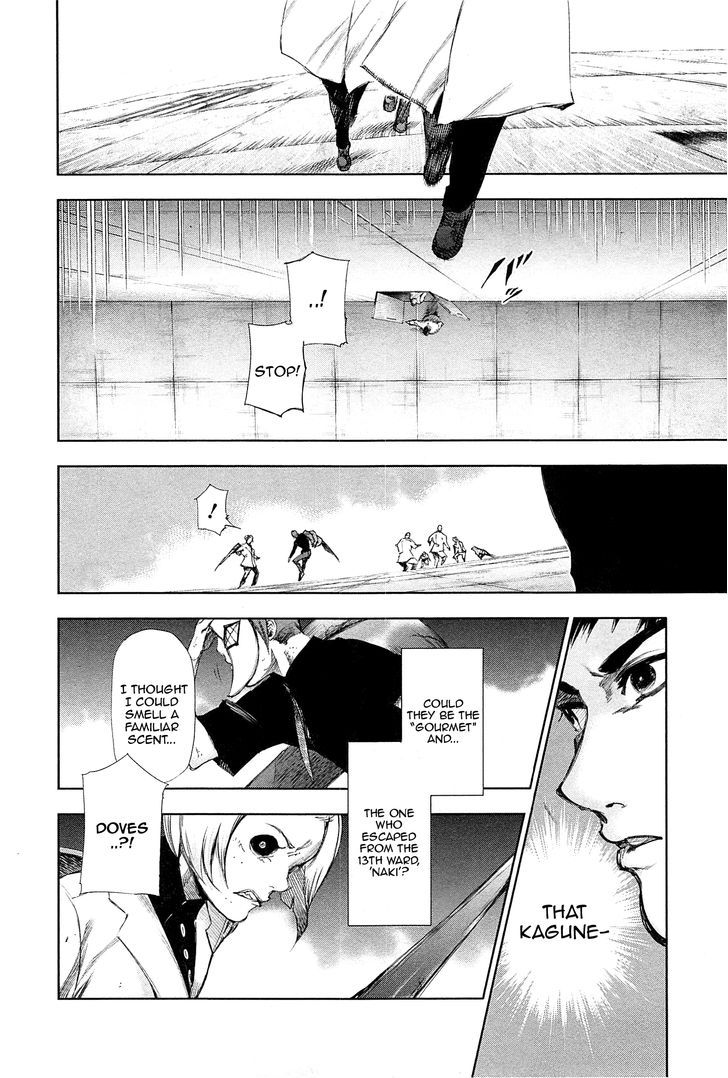 ..!
STOP!
!
THAT
KAGUNE-
COULD
THEY BE THE
"GOURMET"
AND...
I THOUGHT
I COULD
SMELL A
FAMILIAR
SCENT...
THE ONE
WHO
ESCAPED
FROM THE
13TH WARD,
'NAKI'?
DOVES
..?!